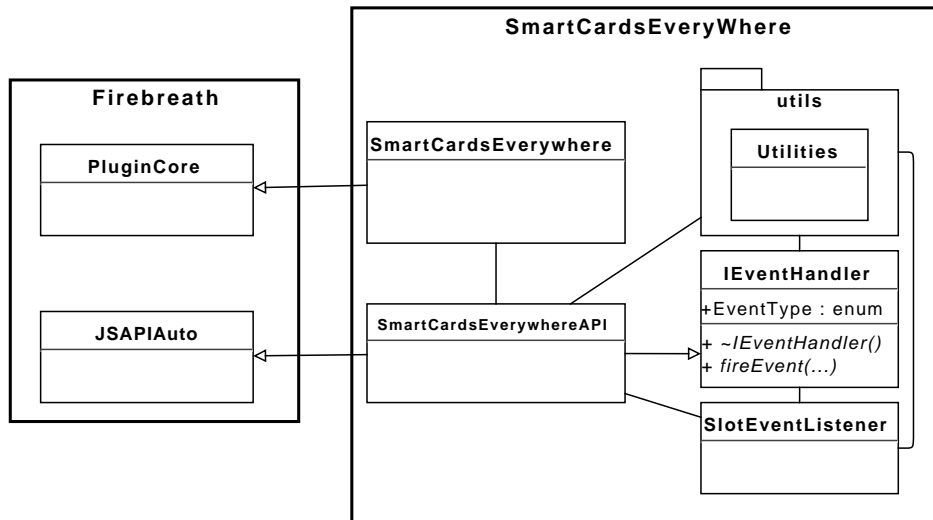 SmartCardsEveryWhere
Firebreath
utils
SmartCardsEverywhere
Utilities
PluginCore
IEventHandler
+EventType : enum
SmartCardsEverywhereAPI
JSAPIAuto
+ ~IEventHandler()
+ fireEvent(...)
SlotEventListener